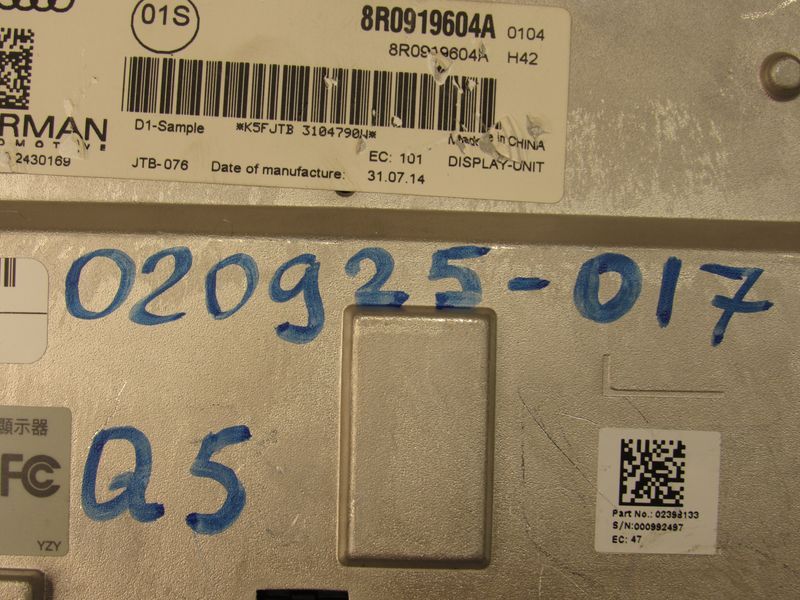 01S
8R0919604A 0104
8R0919604A H42
D1-Sample *K5FJTB 3104790N*
in CHINA
2430169
JTB-076 Date of manufacture: EC: 101 31.07.14 DISPLAY-UNIT
020925-017
Q5
顯示器
FC
YZY
Part No.: 02398133
S/N:000992497
EC: 47